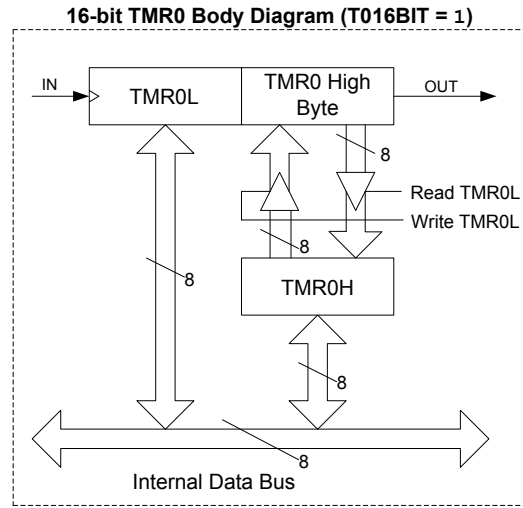 16-bit TMR0 Body Diagram (T016BIT = 1)
IN
TMR0L
TMR0 High
Byte
OUT
8
Read TMR0L
Write TMR0L
8
TMR0H
8
8
8
Internal Data Bus